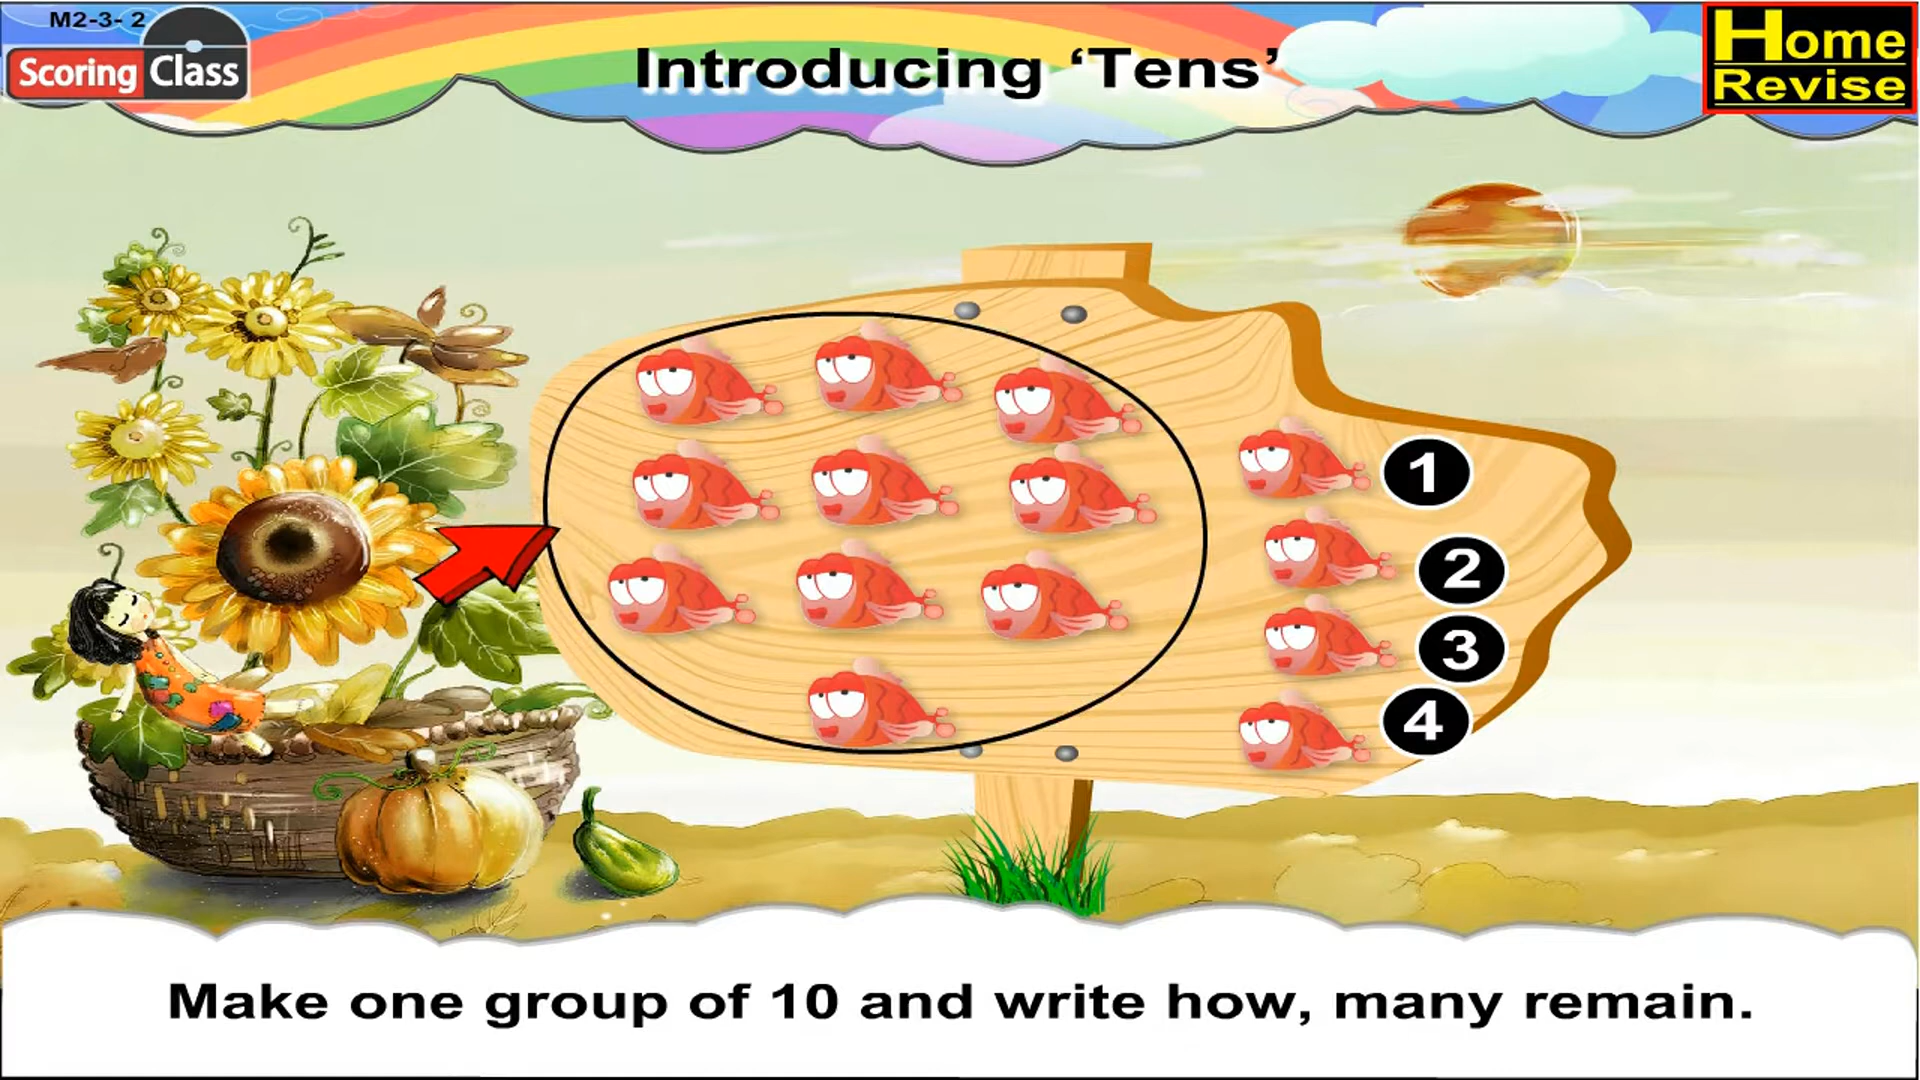 M2-3- 2
Scoring Class
Introducing ‘Tens’
Home
Revise
1
2
3
4
Make one group of 10 and write how, many remain.